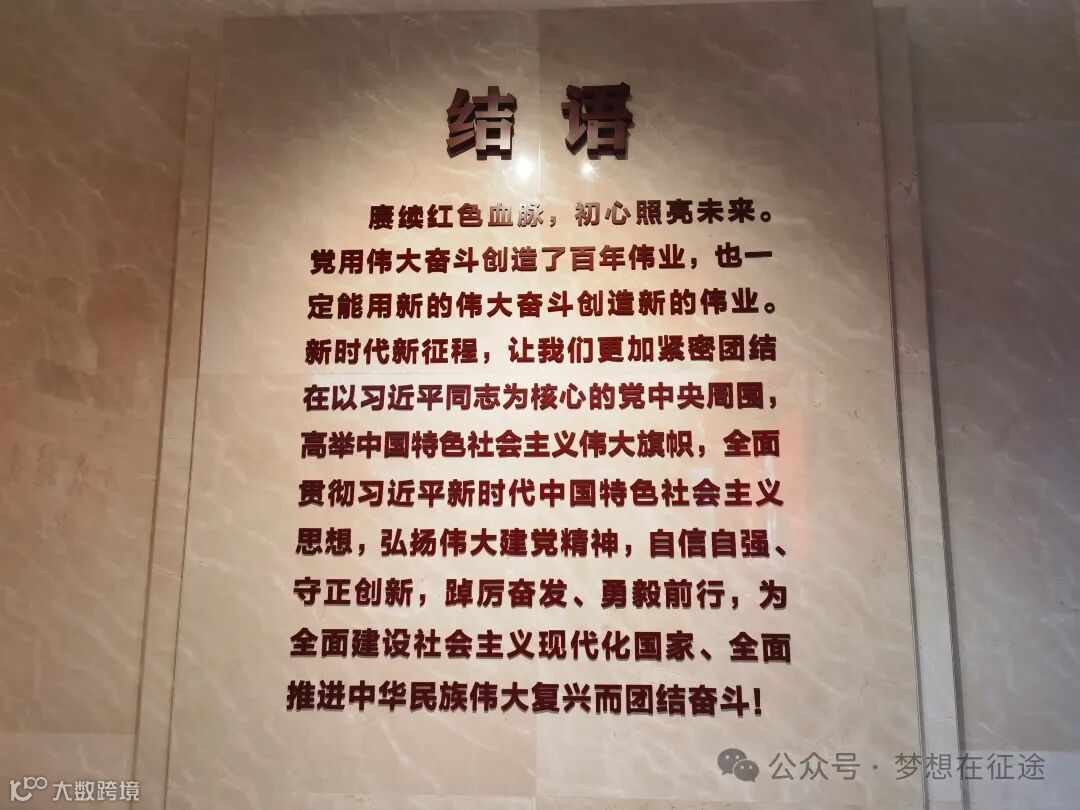 结语
赓续红色血脉，初心照亮未来。
党用伟大奋斗创造了百年伟业，也一
定能用新的伟大奋斗创造新的伟业。
新时代新征程，让我们更加紧密团结
在以习近平同志为核心的党中央周围，
高举中国特色社会主义伟大旗帜，全面
贯彻习近平新时代中国特色社会主义
思想，弘扬伟大建党精神，自信自强、
守正创新，踔厉奋发、勇毅前行，为
全面建设社会主义现代化国家、全面
推进中华民族伟大复兴而团结奋斗！
公众号·梦想在征途
大数跨境